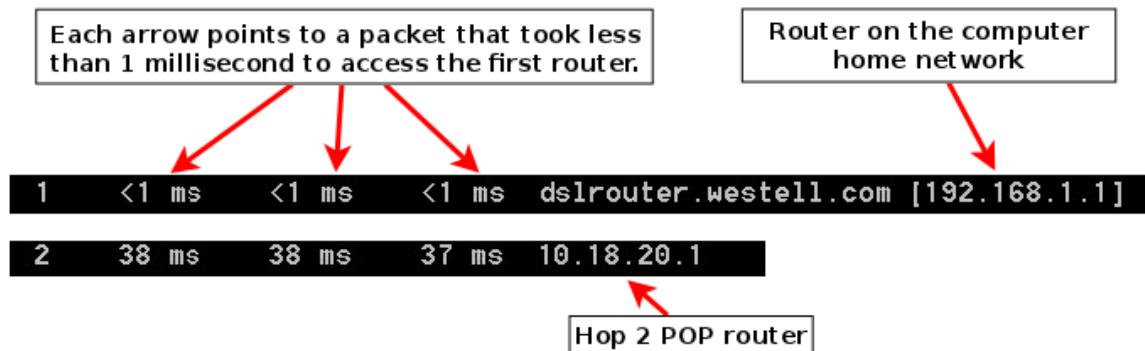 Each arrow points to a packet that took less
than 1 millisecond to access the first router.
Router on the computer
home network
1 <1 ms <1 ms <1 ms dslrouter.westell.com [192.168.1.1]
2 38 ms 38 ms 37 ms 10.18.20.1
Hop 2 POP router